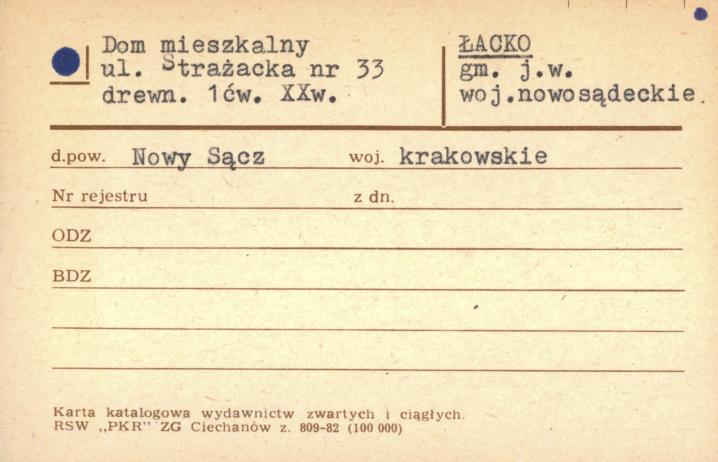 Dom mieszkalny
ul. Strażacka nr 33
drewn. 1ćw. XXw.
ŁACKO
gm. j.w.
woj.nowosądeckie.
d.pow. Nowy Sącz woj. krakowskie
Nr rejestru z dn.
ODZ
BDZ
Karta katalogowa wydawnictw zwartych i ciągłych.
RSW „PKR" ZG Ciechanów z. 809-82 (100 000)